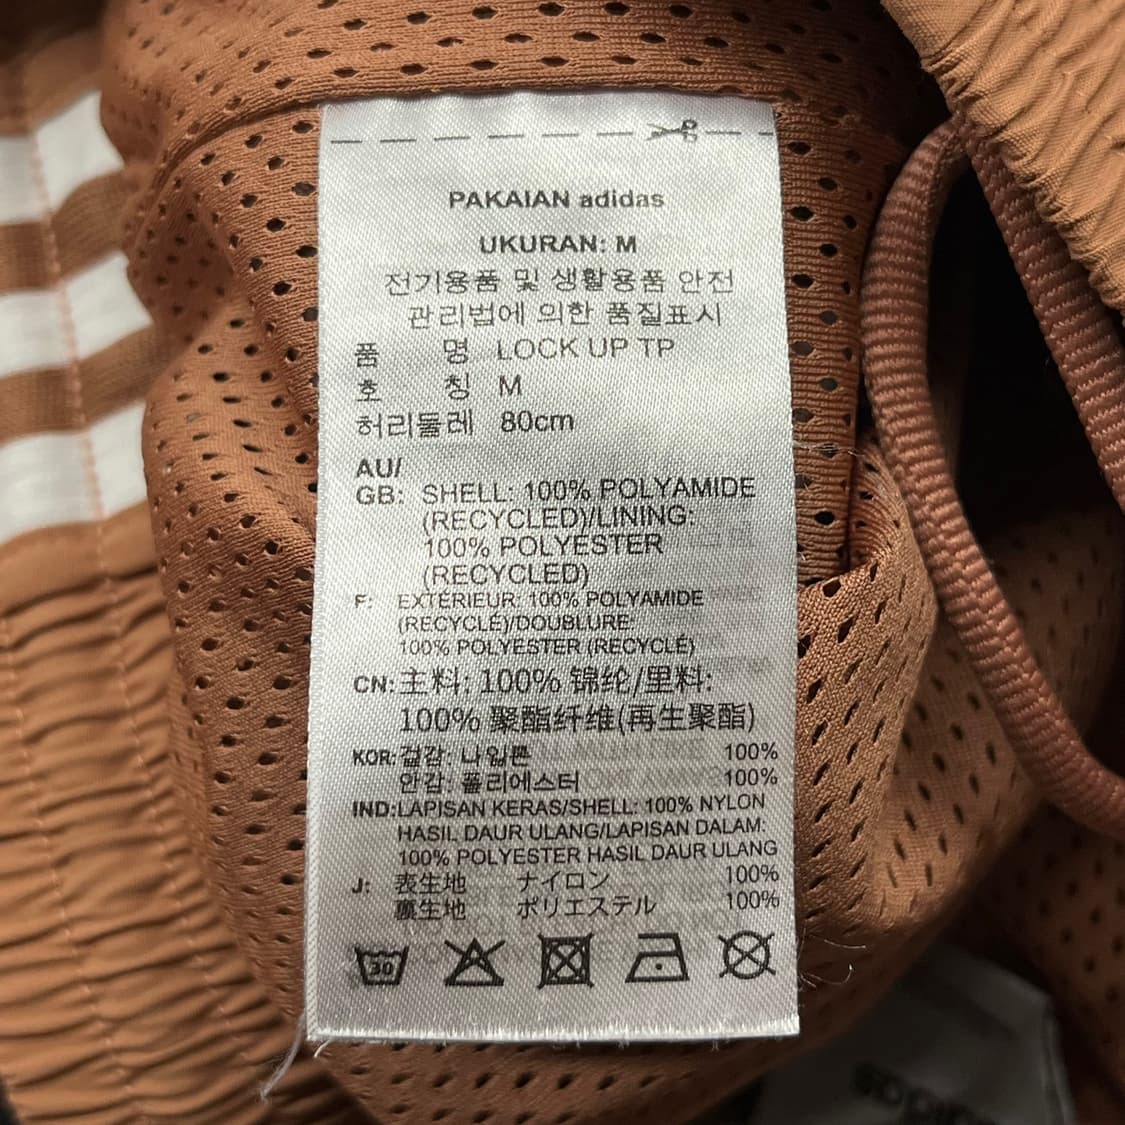 PAKAIAN adidas
UKURAN: M
전기용품 및 생활용품 안전
관리법에 의한 품질표시
품 명 LOCK UP TP
호 칭 M
허리둘레 80cm
AU/
GB: SHELL: 100% POLYAMIDE
(RECYCLED)/LINING:
100% POLYESTER
(RECYCLED)
F: EXTÉRIEUR: 100% POLYAMIDE
(RECYCLÉ)/DOUBLURE:
100% POLYESTER (RECYCLÉ)
CN: 主料: 100% 锦纶/里料:
100% 聚酯纤维(再生聚酯)
KOR: 겉감: 나일론 100%
안감: 폴리에스터 100%
IND: LAPISAN KERAS/SHELL: 100% NYLON
HASIL DAUR ULANG/LAPISAN DALAM:
100% POLYESTER HASIL DAUR ULANG
J: 表生地 ナイロン 100%
裏生地 ポリエステル 100%
30
adidas